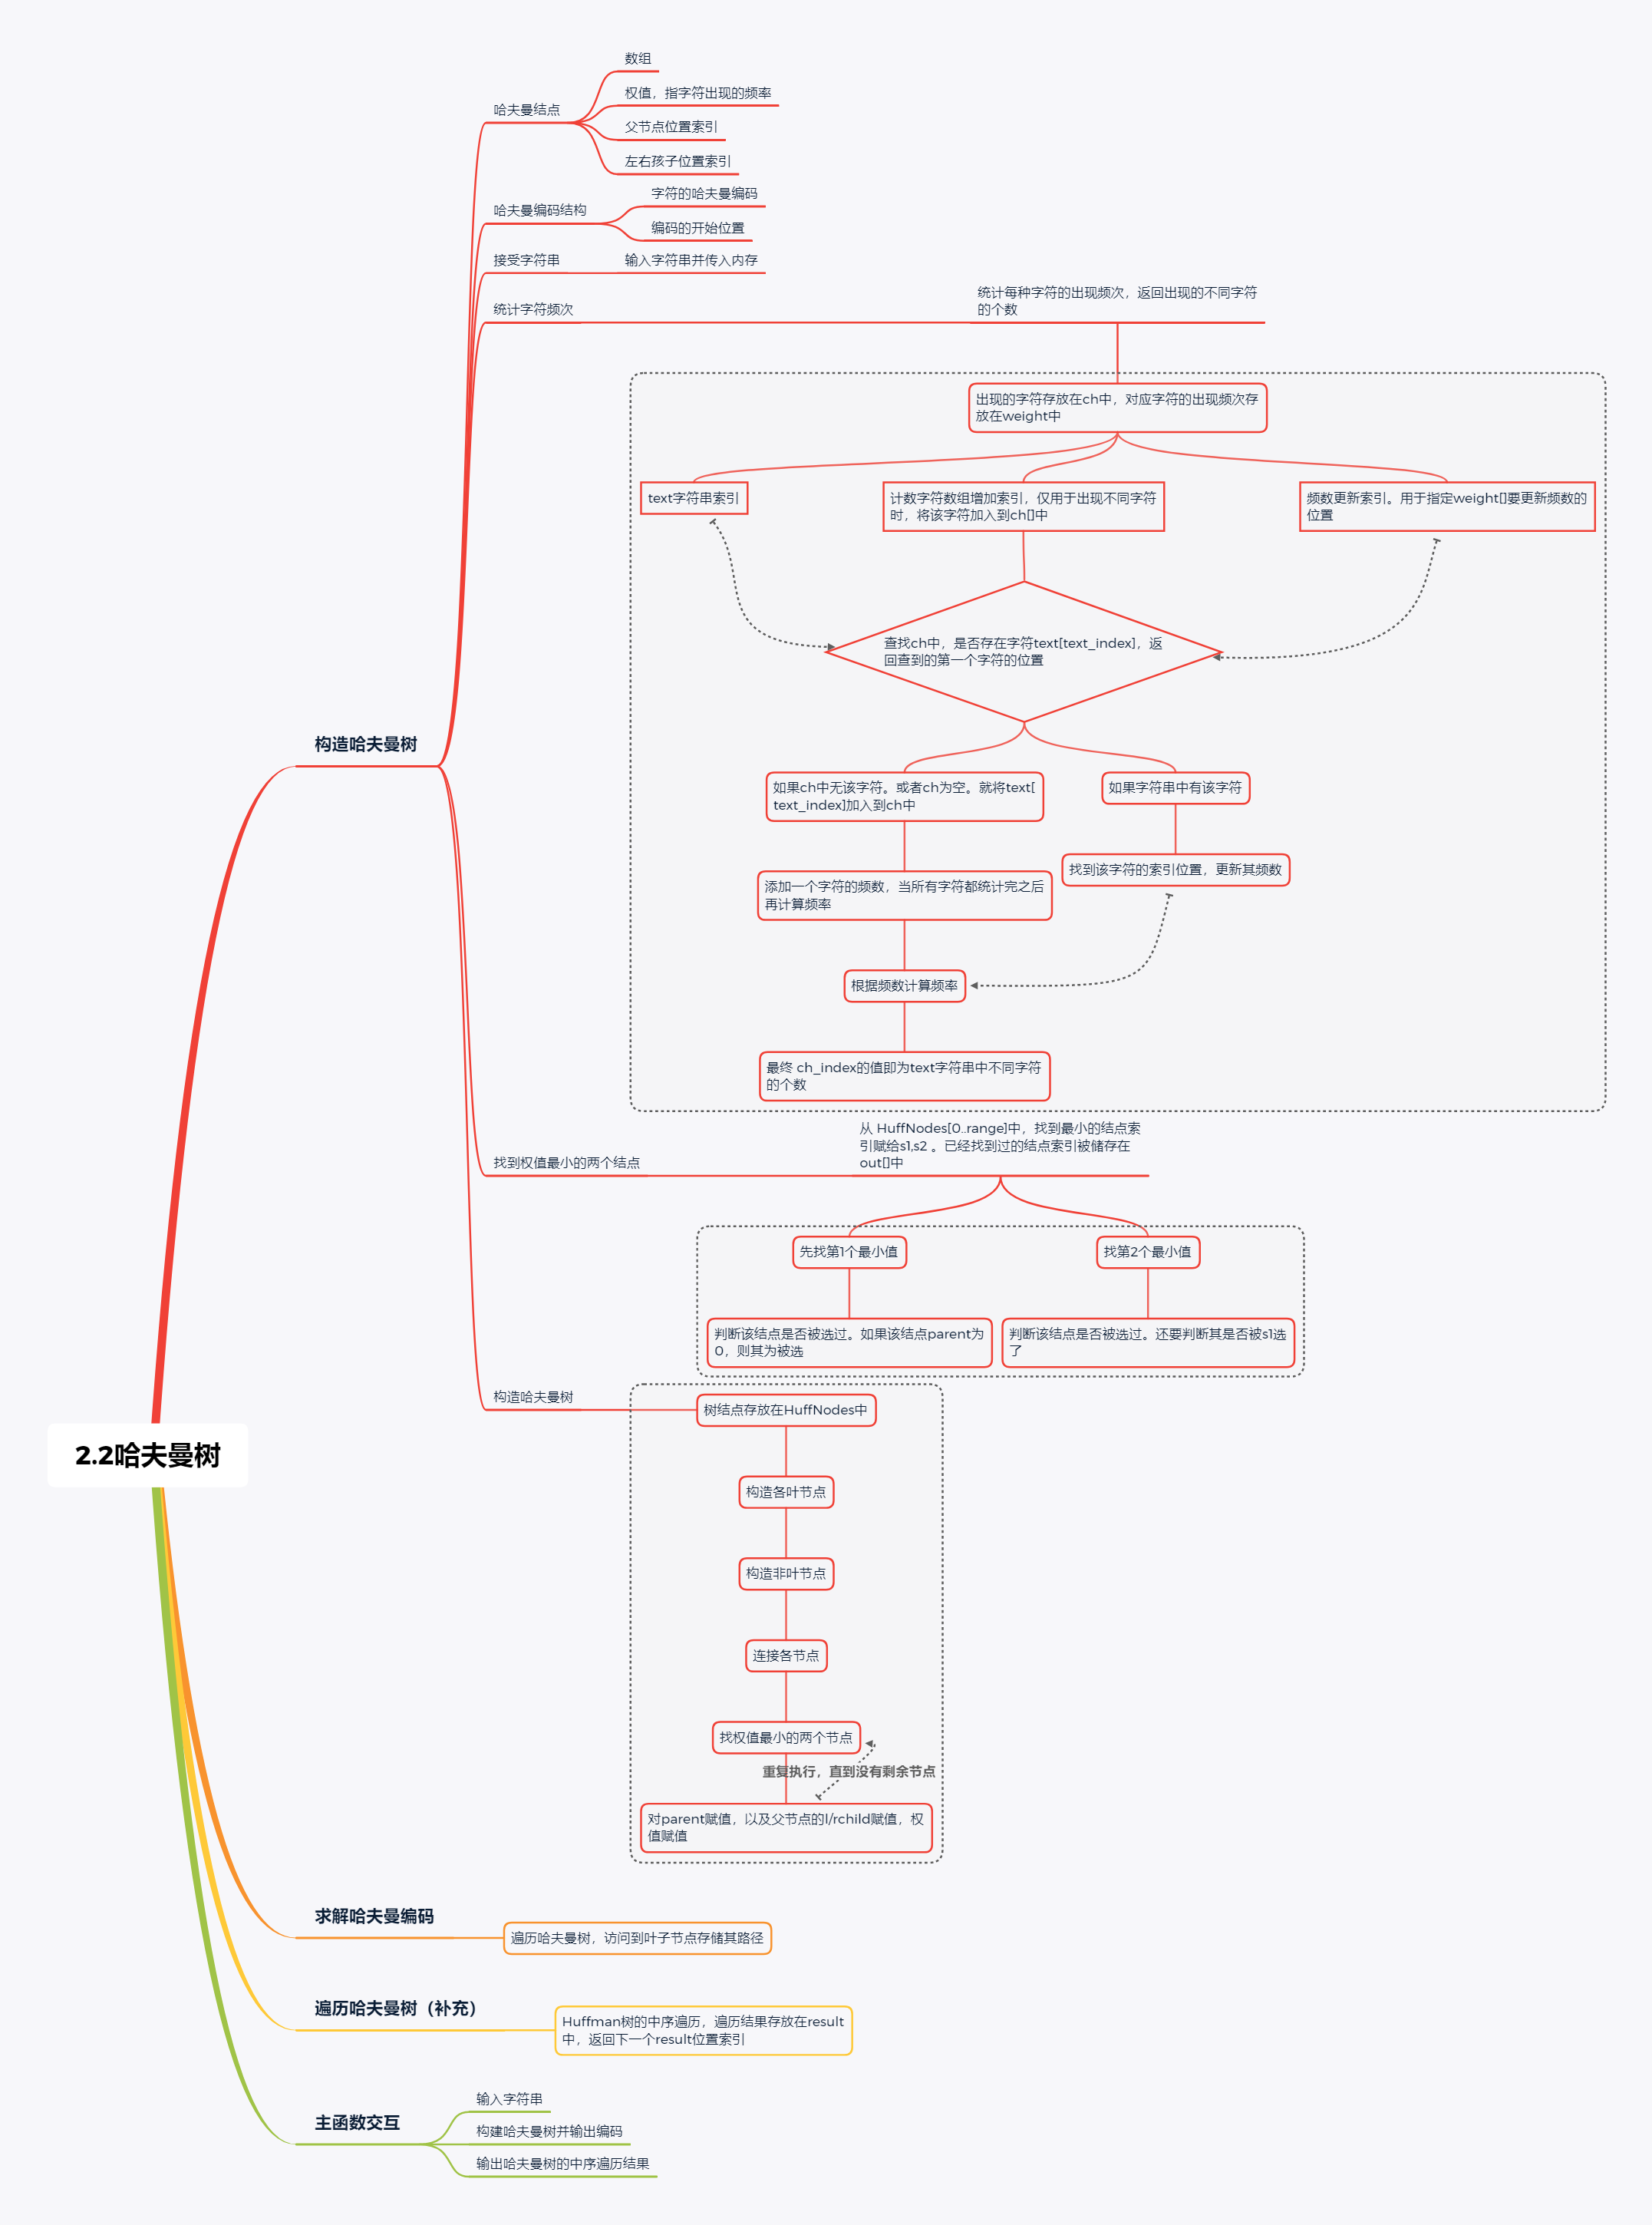 数组
权值，指字符出现的频率
哈夫曼结点
父节点位置索引
左右孩子位置索引
字符的哈夫曼编码
哈夫曼编码结构
编码的开始位置
接受字符串
输入字符串并传入内存
统计字符频次
统计每种字符的出现频次，返回出现的不同字符
的个数
出现的字符存放在ch中，对应字符的出现频次存
放在weight中
text字符串索引
计数字符数组增加索引，仅用于出现不同字符
时，将该字符加入到ch[]中
频数更新索引。用于指定weight[]要更新频数的
位置
查找ch中，是否存在字符text[text_index]，返
回查到的第一个字符的位置
构造哈夫曼树
如果ch中无该字符。或者ch为空。就将text[
text_index]加入到ch中
如果字符串中有该字符
找到该字符的索引位置，更新其频数
添加一个字符的频数，当所有字符都统计完之后
再计算频率
根据频数计算频率
最终 ch_index的值即为text字符串中不同字符
的个数
找到权值最小的两个结点
从 HuffNodes[0..range]中，找到最小的结点索
引赋给s1,s2 。已经找到过的结点索引被储存在
out[]中
先找第1个最小值
找第2个最小值
判断该结点是否被选过。如果该结点parent为
0，则其为被选
判断该结点是否被选过。还要判断其是否被s1选
了
构造哈夫曼树
树结点存放在HuffNodes中
2.2哈夫曼树
构造各叶节点
构造非叶节点
连接各节点
找权值最小的两个节点
重复执行，直到没有剩余节点
对parent赋值，以及父节点的l/rchild赋值，权
值赋值
求解哈夫曼编码
遍历哈夫曼树，访问到叶子节点存储其路径
遍历哈夫曼树（补充）
Huffman树的中序遍历，遍历结果存放在result
中，返回下一个result位置索引
主函数交互
输入字符串
构建哈夫曼树并输出编码
输出哈夫曼树的中序遍历结果